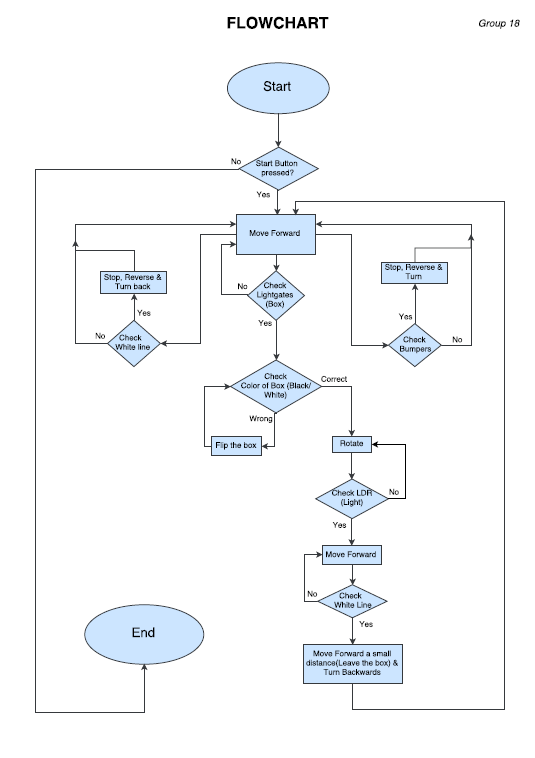 FLOWCHART
Group 18
Start
No
Start Button
pressed?
Yes
Move Forward
Stop, Reverse &
Turn back
Yes
No
Check
White line
No
Check
Lightgates
(Box)
Yes
Stop, Reverse &
Turn
Yes
Check
Bumpers
No
Check
Color of Box (Black/
White)
Correct
Wrong
Flip the box
Rotate
Check LDR
(Light)
No
Yes
Move Forward
No
Check
White Line
Yes
Move Forward a small
distance(Leave the box) &
Turn Backwards
End